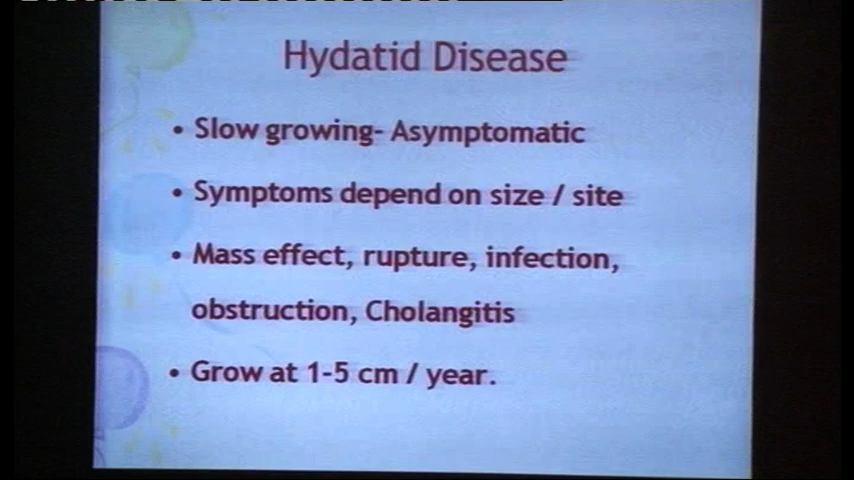 Hydatid Disease
• Slow growing- Asymptomatic
• Symptoms depend on size / site
• Mass effect, rupture, infection,
obstruction, Cholangitis
• Grow at 1-5 cm / year.